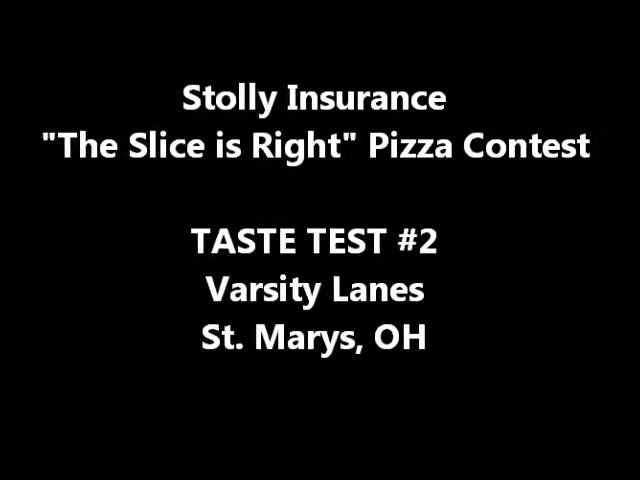 Stolly Insurance
"The Slice is Right" Pizza Contest
TASTE TEST #2
Varsity Lanes
St. Marys, OH